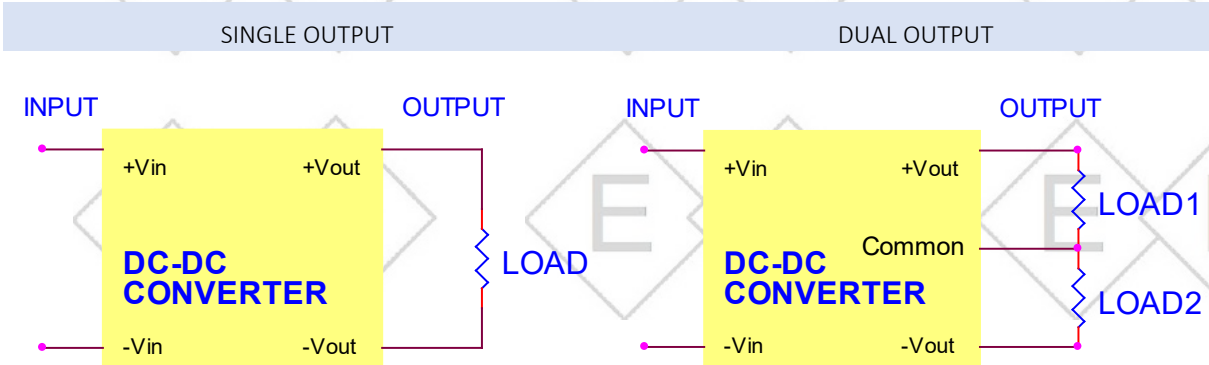 SINGLE OUTPUT
DUAL OUTPUT
INPUT
OUTPUT
+Vin
+Vout
DC-DC
CONVERTER
LOAD
-Vin
-Vout
INPUT
OUTPUT
+Vin
+Vout
LOAD1
Common
DC-DC
CONVERTER
LOAD2
-Vin
-Vout
E
E